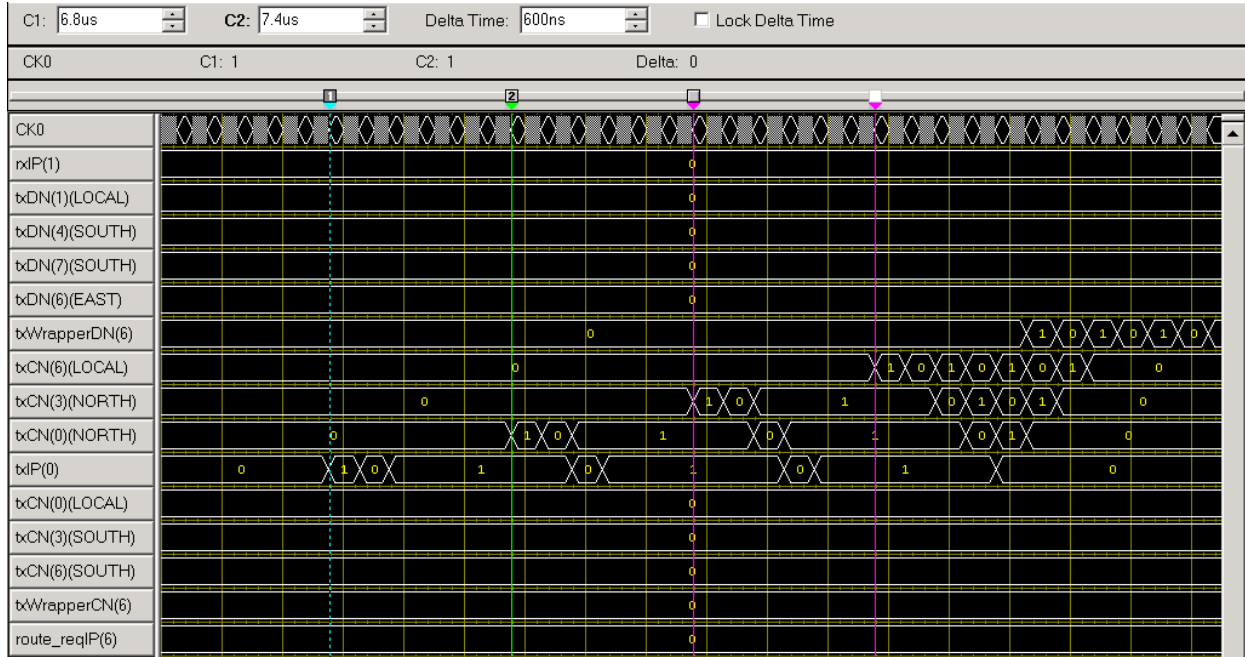 C1: 6.8us C2: 7.4us Delta Time: 600ns Lock Delta Time
CK0 C1: 1 C2: 1 Delta: 0
1 2
CK0
rxIP(1) 0
txDN(1)(LOCAL) 0
txDN(4)(SOUTH) 0
txDN(7)(SOUTH) 0
txDN(6)(EAST) 0
txWrapperDN(6) 0 1 0 1 0 1 0
txCN(6)(LOCAL) 0 1 0 1 0 1 0 1 0
txCN(3)(NORTH) 0 1 0 1 0 1 0 1 0
txCN(0)(NORTH) 0 1 0 1 0 1 0 1 0
txIP(0) 0 1 0 1 0 1 0 1 0
txCN(0)(LOCAL) 0
txCN(3)(SOUTH) 0
txCN(6)(SOUTH) 0
txWrapperCN(6) 0
route_reqIP(6) 0